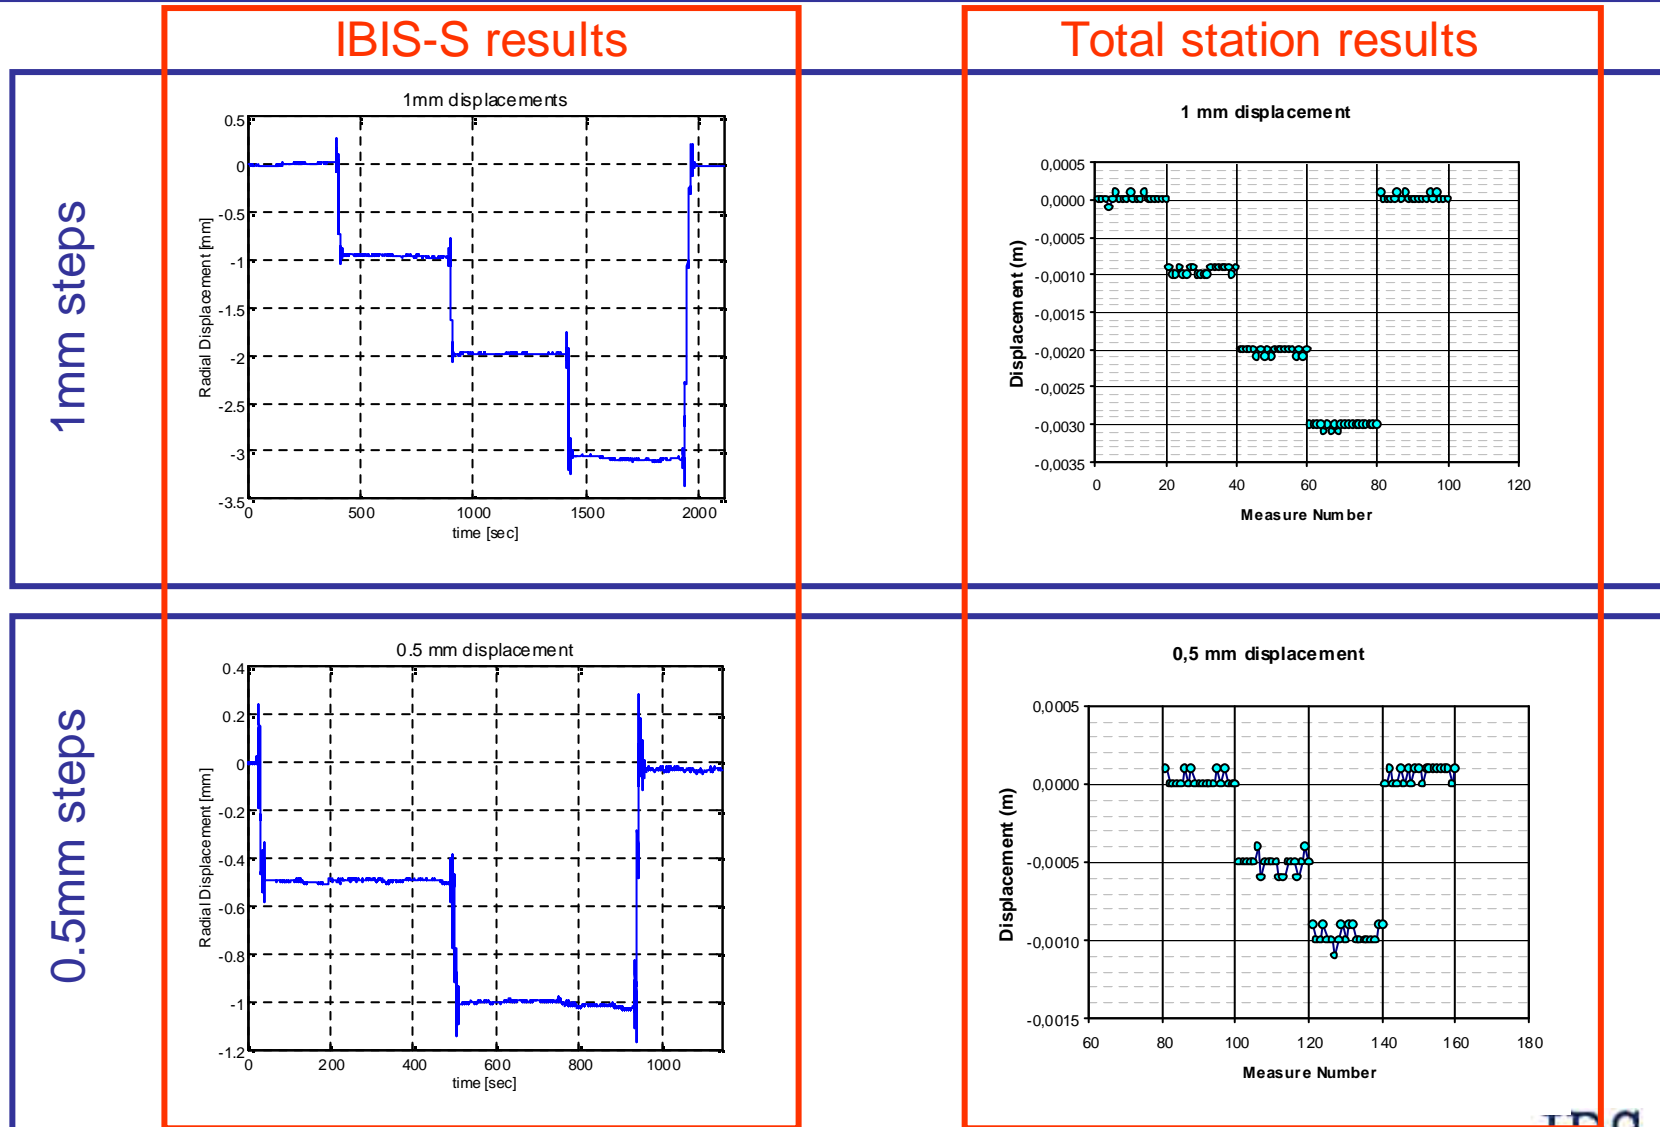 IBIS-S results
Total station results
1mm steps
1mm displacements
0.5
0
-0.5
-1
-1.5
-2
-2.5
-3
-3.5
Radial Displacement [mm]
0 500 1000 1500 2000
time [sec]
1 mm displacement
0,0005
0,0000
-0,0005
-0,0010
-0,0015
-0,0020
-0,0025
-0,0030
-0,0035
Displacement (m)
0 20 40 60 80 100 120
Measure Number
0.5mm steps
0.5 mm displacement
0.4
0.2
0
-0.2
-0.4
-0.6
-0.8
-1
-1.2
Radial Displacement [mm]
0 200 400 600 800 1000
time [sec]
0,5 mm displacement
0,0005
0,0000
-0,0005
-0,0010
-0,0015
Displacement (m)
60 80 100 120 140 160 180
Measure Number